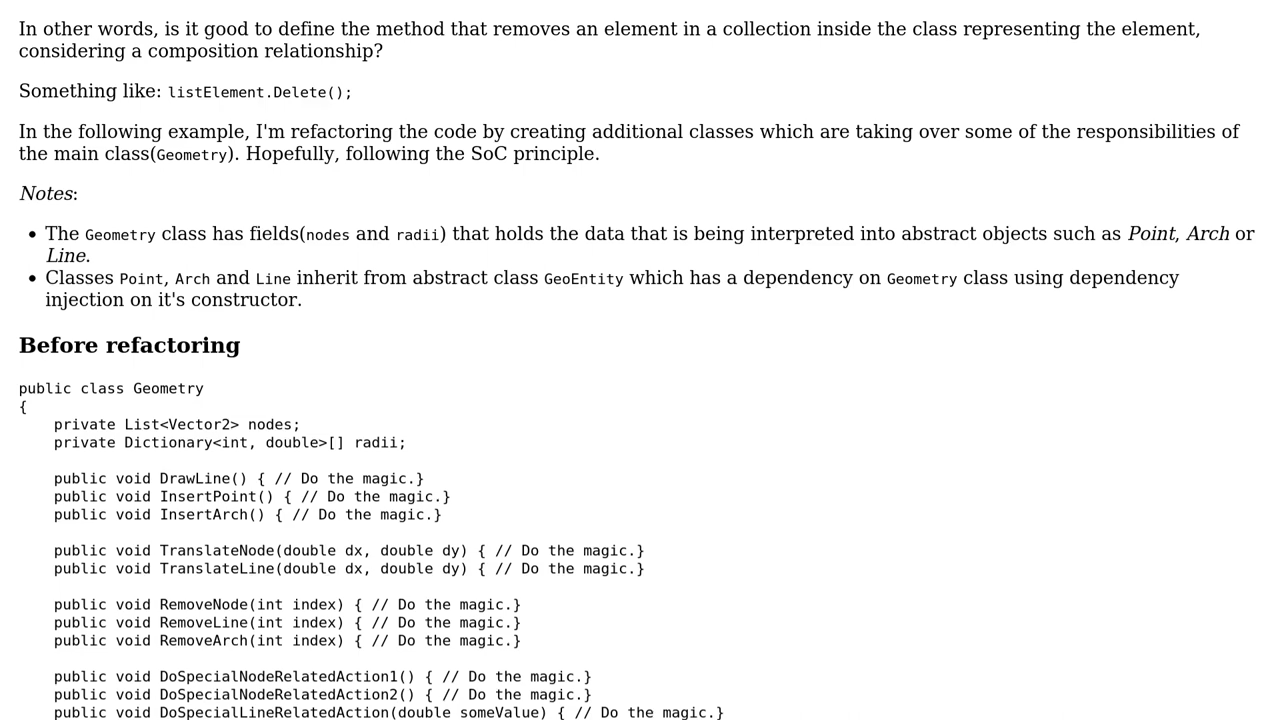 In other words, is it good to define the method that removes an element in a collection inside the class representing the element,
considering a composition relationship?
Something like: listElement.Delete();
In the following example, I'm refactoring the code by creating additional classes which are taking over some of the responsibilities of
the main class(Geometry). Hopefully, following the SoC principle.
Notes:
• The Geometry class has fields(nodes and radii) that holds the data that is being interpreted into abstract objects such as Point, Arch or
Line.
• Classes Point, Arch and Line inherit from abstract class GeoEntity which has a dependency on Geometry class using dependency
injection on it's constructor.
Before refactoring
public class Geometry
{
    private List<Vector2> nodes;
    private Dictionary<int, double>[] radii;
    public void DrawLine() { // Do the magic.}
    public void InsertPoint() { // Do the magic.}
    public void InsertArch() { // Do the magic.}
    public void TranslateNode(double dx, double dy) { // Do the magic.}
    public void TranslateLine(double dx, double dy) { // Do the magic.}
    public void RemoveNode(int index) { // Do the magic.}
    public void RemoveLine(int index) { // Do the magic.}
    public void RemoveArch(int index) { // Do the magic.}
    public void DoSpecialNodeRelatedAction1() { // Do the magic.}
    public void DoSpecialNodeRelatedAction2() { // Do the magic.}
    public void DoSpecialLineRelatedAction(double someValue) { // Do the magic.}